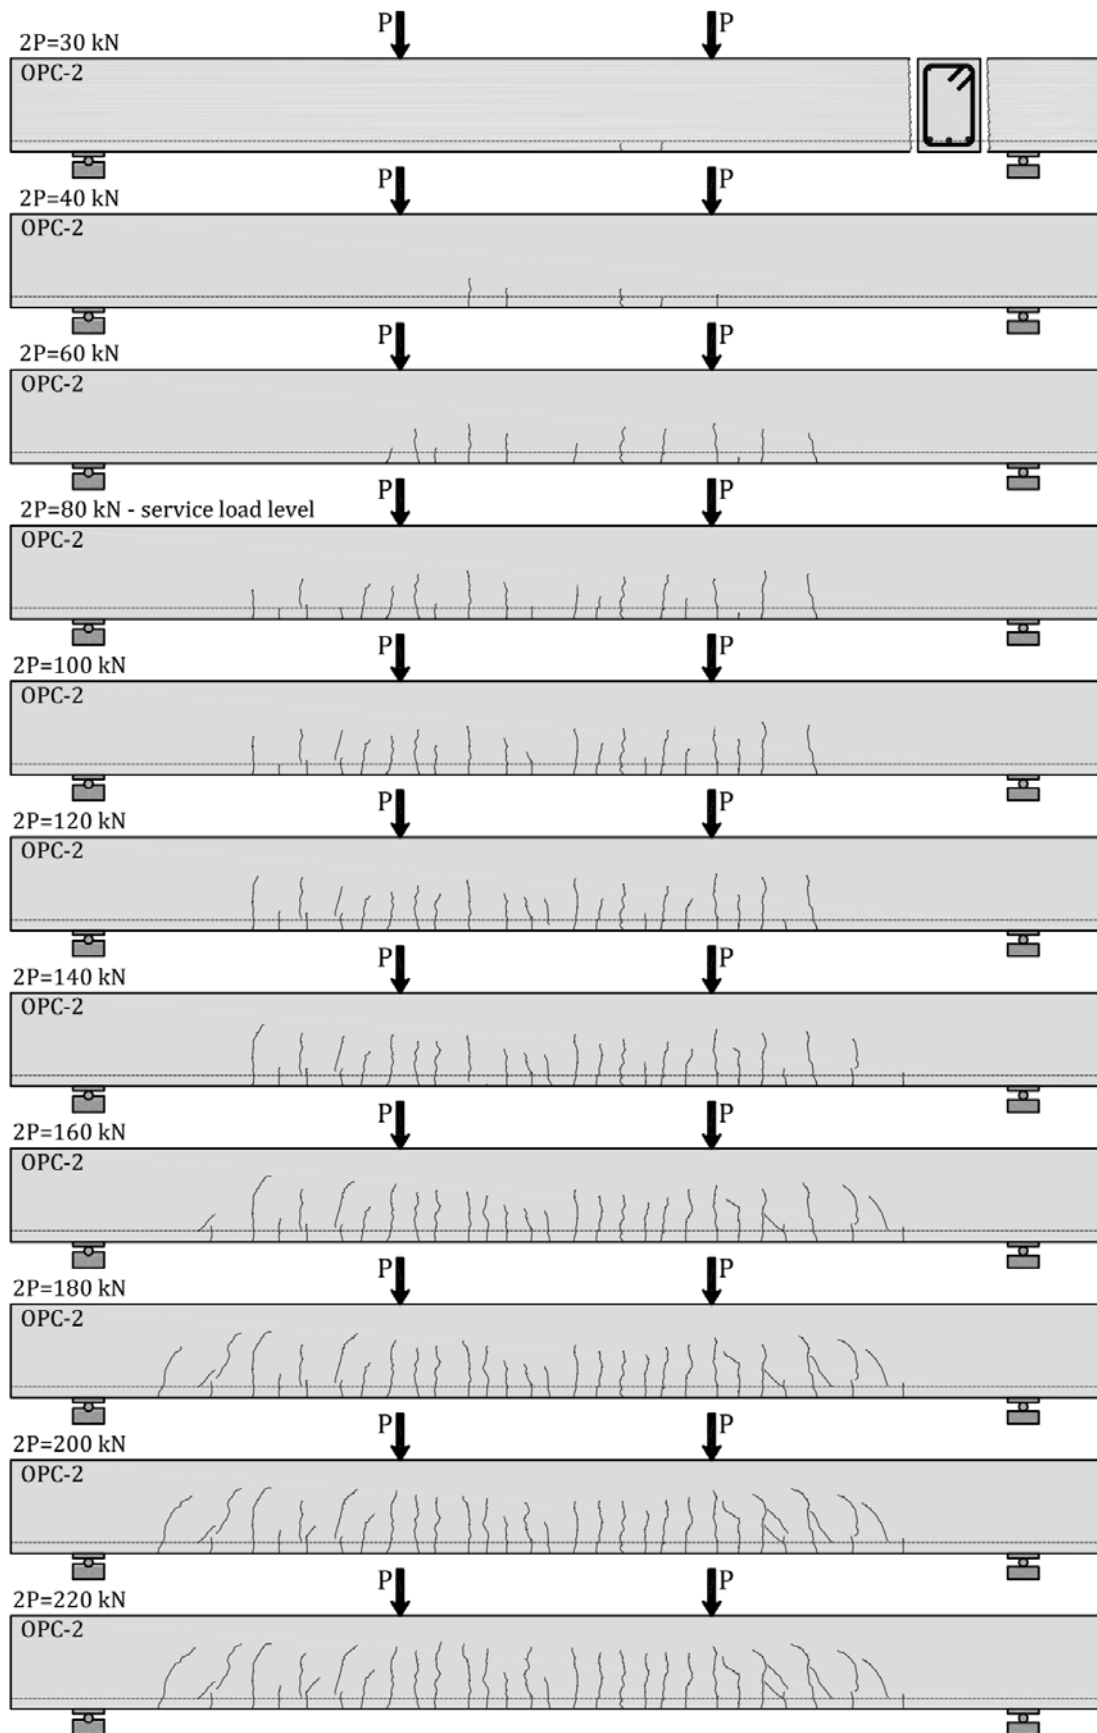 P P
2P=30 kN
OPC-2
P P
2P=40 kN
OPC-2
P P
2P=60 kN
OPC-2
P P
2P=80 kN - service load level
OPC-2
P P
2P=100 kN
OPC-2
P P
2P=120 kN
OPC-2
P P
2P=140 kN
OPC-2
P P
2P=160 kN
OPC-2
P P
2P=180 kN
OPC-2
P P
2P=200 kN
OPC-2
P P
2P=220 kN
OPC-2